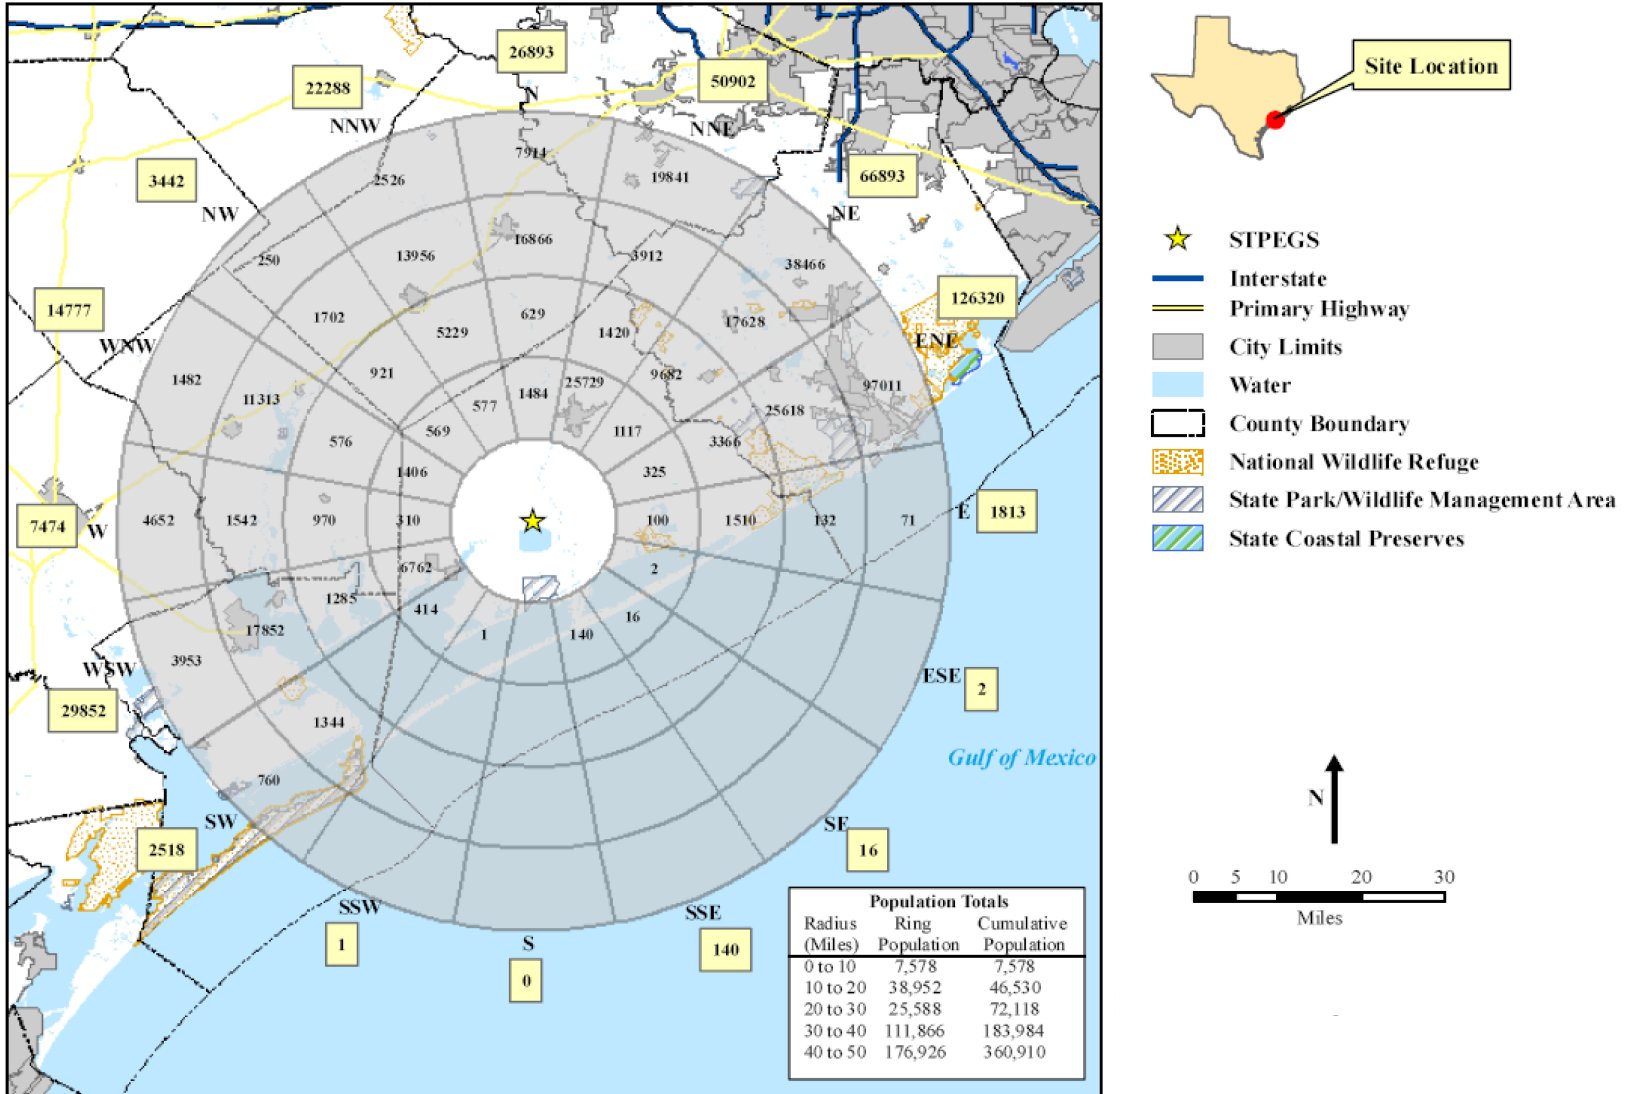 26893
50902
22288
N
NNW
NNE
3442
66893
NW
NE
14777
126320
WNW
ENE
7474
W
E
1813
WSW
29852
ESE
2
2518
SW
SE
16
SSW
1
S
0
SSE
140
7914
2526
19841
250
13956
16866
3912
38466
1702
5229
629
1420
17628
1482
11313
921
577
1484
25729
9682
25618
97011
576
569
1117
3366
1406
325
4652
1542
970
310
100
1510
132
71
6762
2
1285
414
16
17852
1
140
3953
1344
760
Gulf of Mexico
Population Totals
Radius (Miles) Ring Population Cumulative Population
0 to 10 7,578 7,578
10 to 20 38,952 46,530
20 to 30 25,588 72,118
30 to 40 111,866 183,984
40 to 50 176,926 360,910
Site Location
STPEGS
Interstate
Primary Highway
City Limits
Water
County Boundary
National Wildlife Refuge
State Park/Wildlife Management Area
State Coastal Preserves
N
0 5 10 20 30
Miles